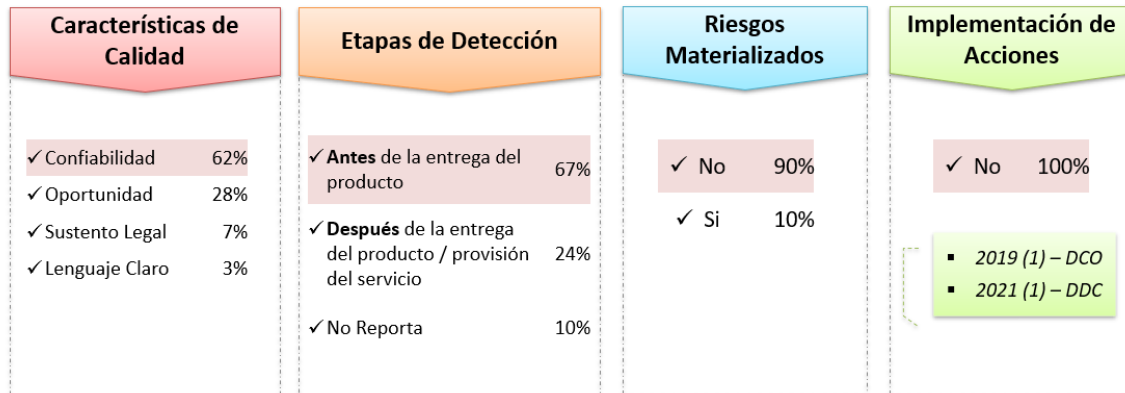 Características de
Calidad
✓ Confiabilidad 62%
✓ Oportunidad 28%
✓ Sustento Legal 7%
✓ Lenguaje Claro 3%
Etapas de Detección
✓ Antes de la entrega del
producto 67%
✓ Después de la entrega
del producto / provisión 24%
del servicio
✓ No Reporta 10%
Riesgos
Materializados
✓ No 90%
✓ Si 10%
Implementación de
Acciones
✓ No 100%
▪ 2019 (1) – DCO
▪ 2021 (1) – DDC